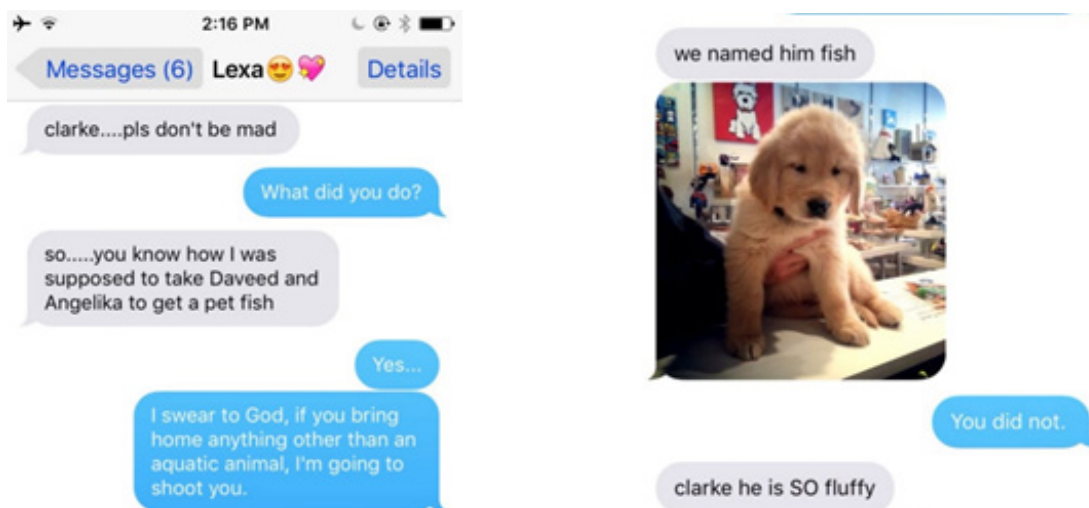 2:16 PM
Messages (6) Lexa😍💘 Details
clarke....pls don't be mad
What did you do?
so.....you know how I was
supposed to take Daveed and
Angelika to get a pet fish
Yes...
I swear to God, if you bring
home anything other than an
aquatic animal, I'm going to
shoot you.
we named him fish
You did not.
clarke he is SO fluffy